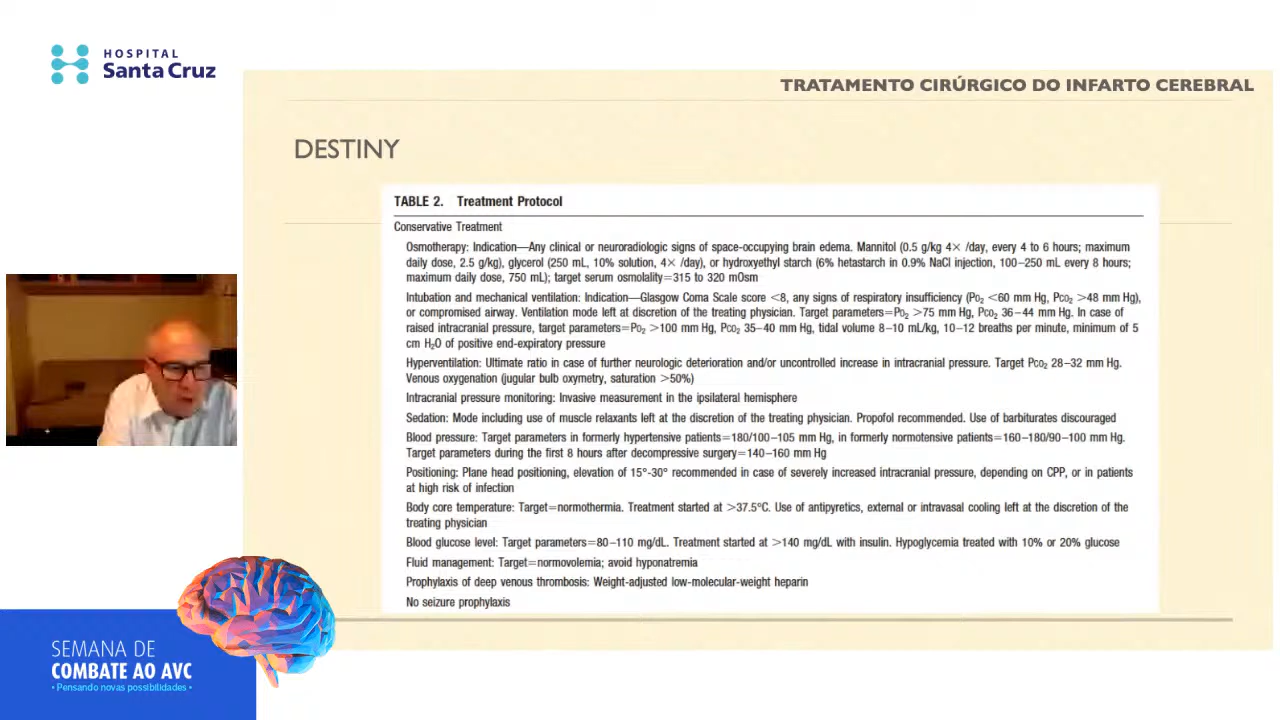 HOSPITAL
Santa Cruz
TRATAMENTO CIRÚRGICO DO INFARTO CEREBRAL
DESTINY
TABLE 2. Treatment Protocol
Conservative Treatment
Osmotherapy: Indication—Any clinical or neuroradiologic signs of space-occupying brain edema. Mannitol (0.5 g/kg 4× /day, every 4 to 6 hours; maximum
daily dose, 2.5 g/kg), glycerol (250 mL, 10% solution, 4× /day), or hydroxyethyl starch (6% hetastarch in 0.9% NaCl injection, 100–250 mL every 8 hours;
maximum daily dose, 750 mL); target serum osmolality=315 to 320 mOsm
Intubation and mechanical ventilation: Indication—Glasgow Coma Scale score <8, any signs of respiratory insufficiency (PO₂ <60 mm Hg, PCO₂ >48 mm Hg),
or compromised airway. Ventilation mode left at discretion of the treating physician. Target parameters=PO₂ >75 mm Hg, PCO₂ 36–44 mm Hg. In case of
raised intracranial pressure, target parameters=PO₂ >100 mm Hg, PCO₂ 35–40 mm Hg, tidal volume 8–10 mL/kg, 10–12 breaths per minute, minimum of 5
cm H₂O of positive end-expiratory pressure
Hyperventilation: Ultimate ratio in case of further neurologic deterioration and/or uncontrolled increase in intracranial pressure. Target PCO₂ 28–32 mm Hg.
Venous oxygenation (jugular bulb oxymetry, saturation >50%)
Intracranial pressure monitoring: Invasive measurement in the ipsilateral hemisphere
Sedation: Mode including use of muscle relaxants left at the discretion of the treating physician. Propofol recommended. Use of barbiturates discouraged
Blood pressure: Target parameters in formerly hypertensive patients=180/100–105 mm Hg, in formerly normotensive patients=160–180/90–100 mm Hg.
Target parameters during the first 8 hours after decompressive surgery=140–160 mm Hg
Positioning: Plane head positioning, elevation of 15°-30° recommended in case of severely increased intracranial pressure, depending on CPP, or in patients
at high risk of infection
Body core temperature: Target=normothermia. Treatment started at >37.5°C. Use of antipyretics, external or intravasal cooling left at the discretion of the
treating physician
Blood glucose level: Target parameters=80–110 mg/dL. Treatment started at >140 mg/dL with insulin. Hypoglycemia treated with 10% or 20% glucose
Fluid management: Target=normovolemia; avoid hyponatremia
Prophylaxis of deep venous thrombosis: Weight-adjusted low-molecular-weight heparin
No seizure prophylaxis
SEMANA DE
COMBATE AO AVC
• Pensando novas possibilidades •